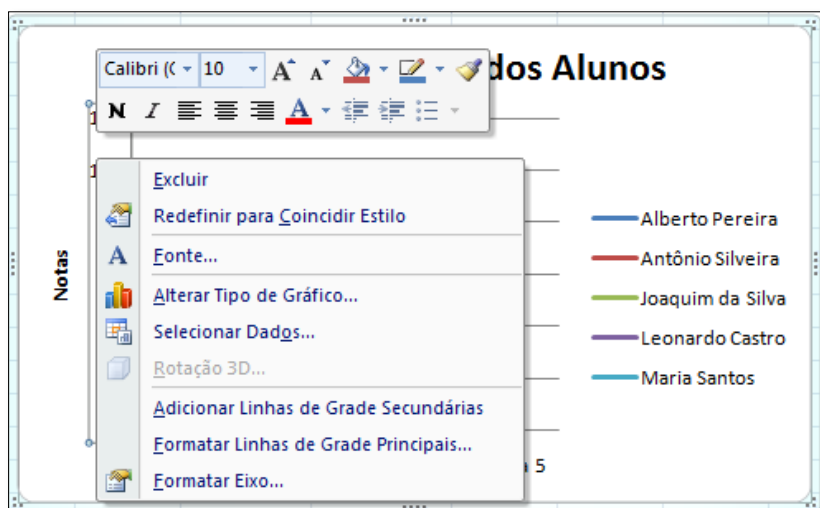 dos Alunos
Calibri (C
10
N I A
1
1
Notas
Excluir
Redefinir para Coincidir Estilo
A Fonte...
Alterar Tipo de Gráfico...
Selecionar Dados...
Rotação 3D...
Adicionar Linhas de Grade Secundárias
Formatar Linhas de Grade Principais...
Formatar Eixo...
5
Alberto Pereira
Antônio Silveira
Joaquim da Silva
Leonardo Castro
Maria Santos